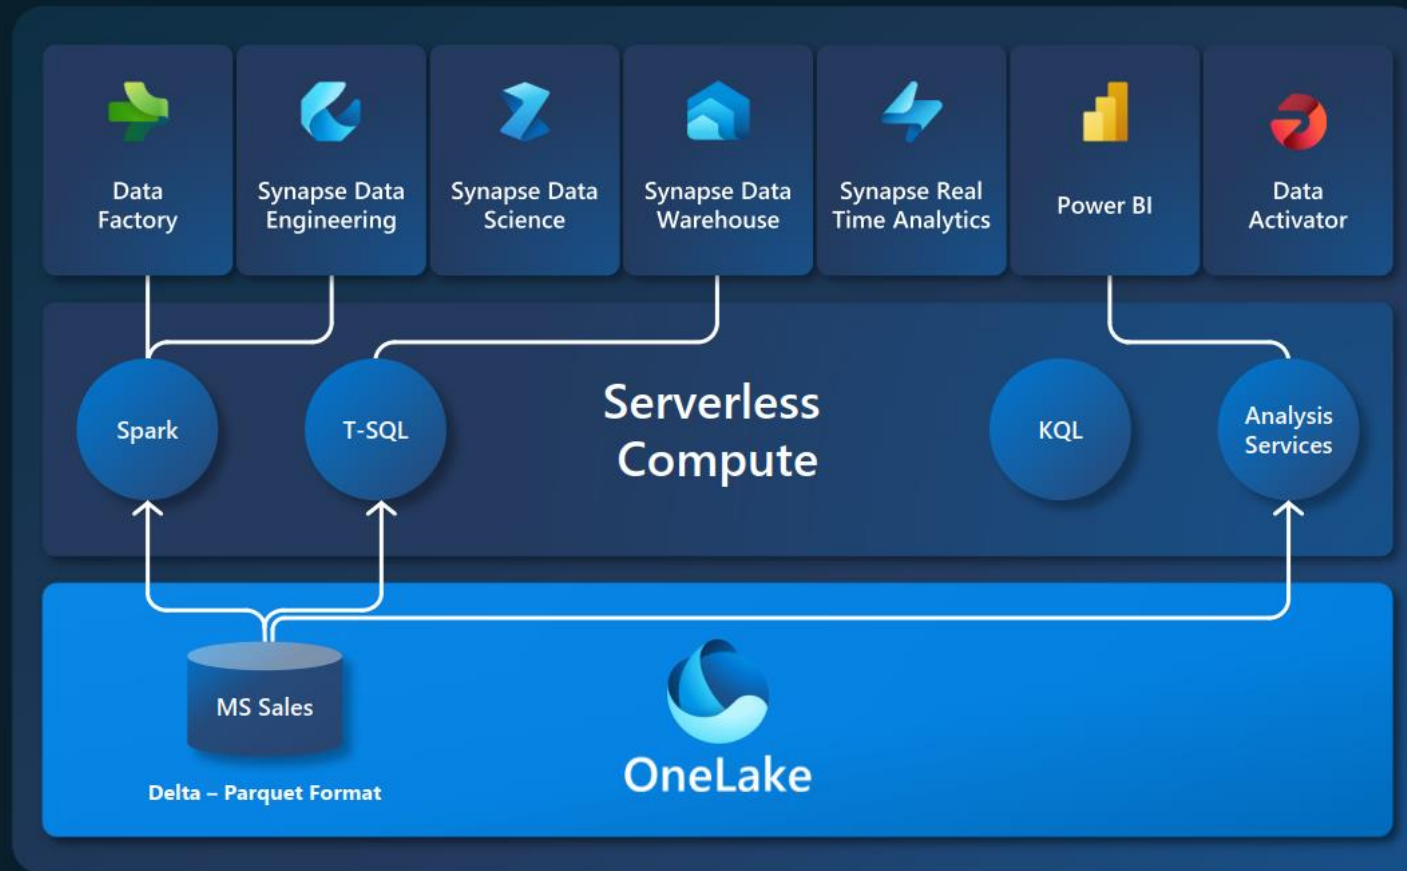 Data
Factory
Synapse Data
Engineering
Synapse Data
Science
Synapse Data
Warehouse
Synapse Real
Time Analytics
Power BI
Data
Activator
Spark
T-SQL
Serverless
Compute
KQL
Analysis
Services
MS Sales
Delta – Parquet Format
OneLake